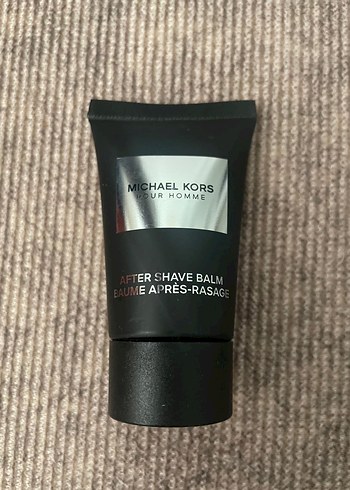 MICHAEL KORS
POUR HOMME
AFTER SHAVE BALM
BAUME APRÈS-RASAGE